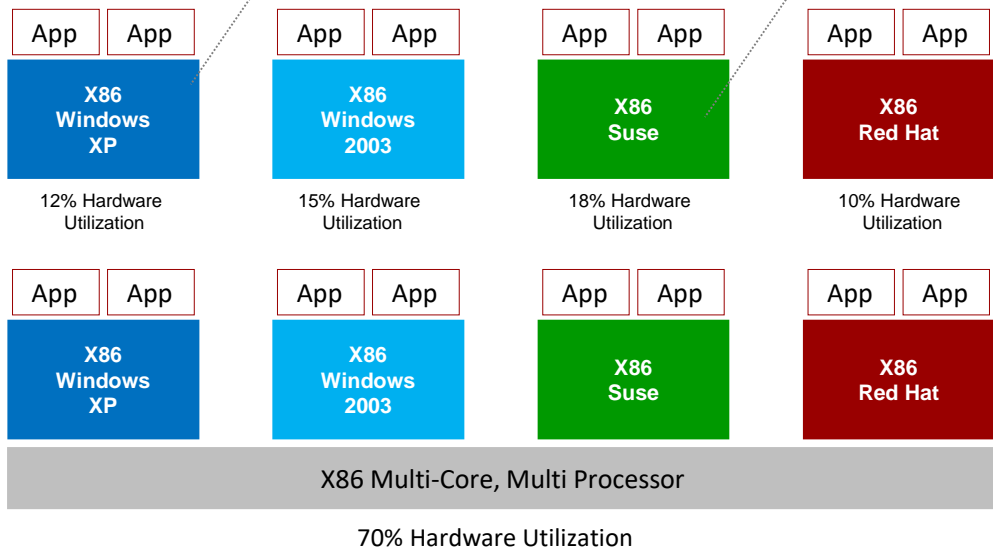 App App App App App App App App
X86
Windows
XP
X86
Windows
2003
X86
Suse
X86
Red Hat
12% Hardware
Utilization
15% Hardware
Utilization
18% Hardware
Utilization
10% Hardware
Utilization
App App App App App App App App
X86
Windows
XP
X86
Windows
2003
X86
Suse
X86
Red Hat
X86 Multi-Core, Multi Processor
70% Hardware Utilization